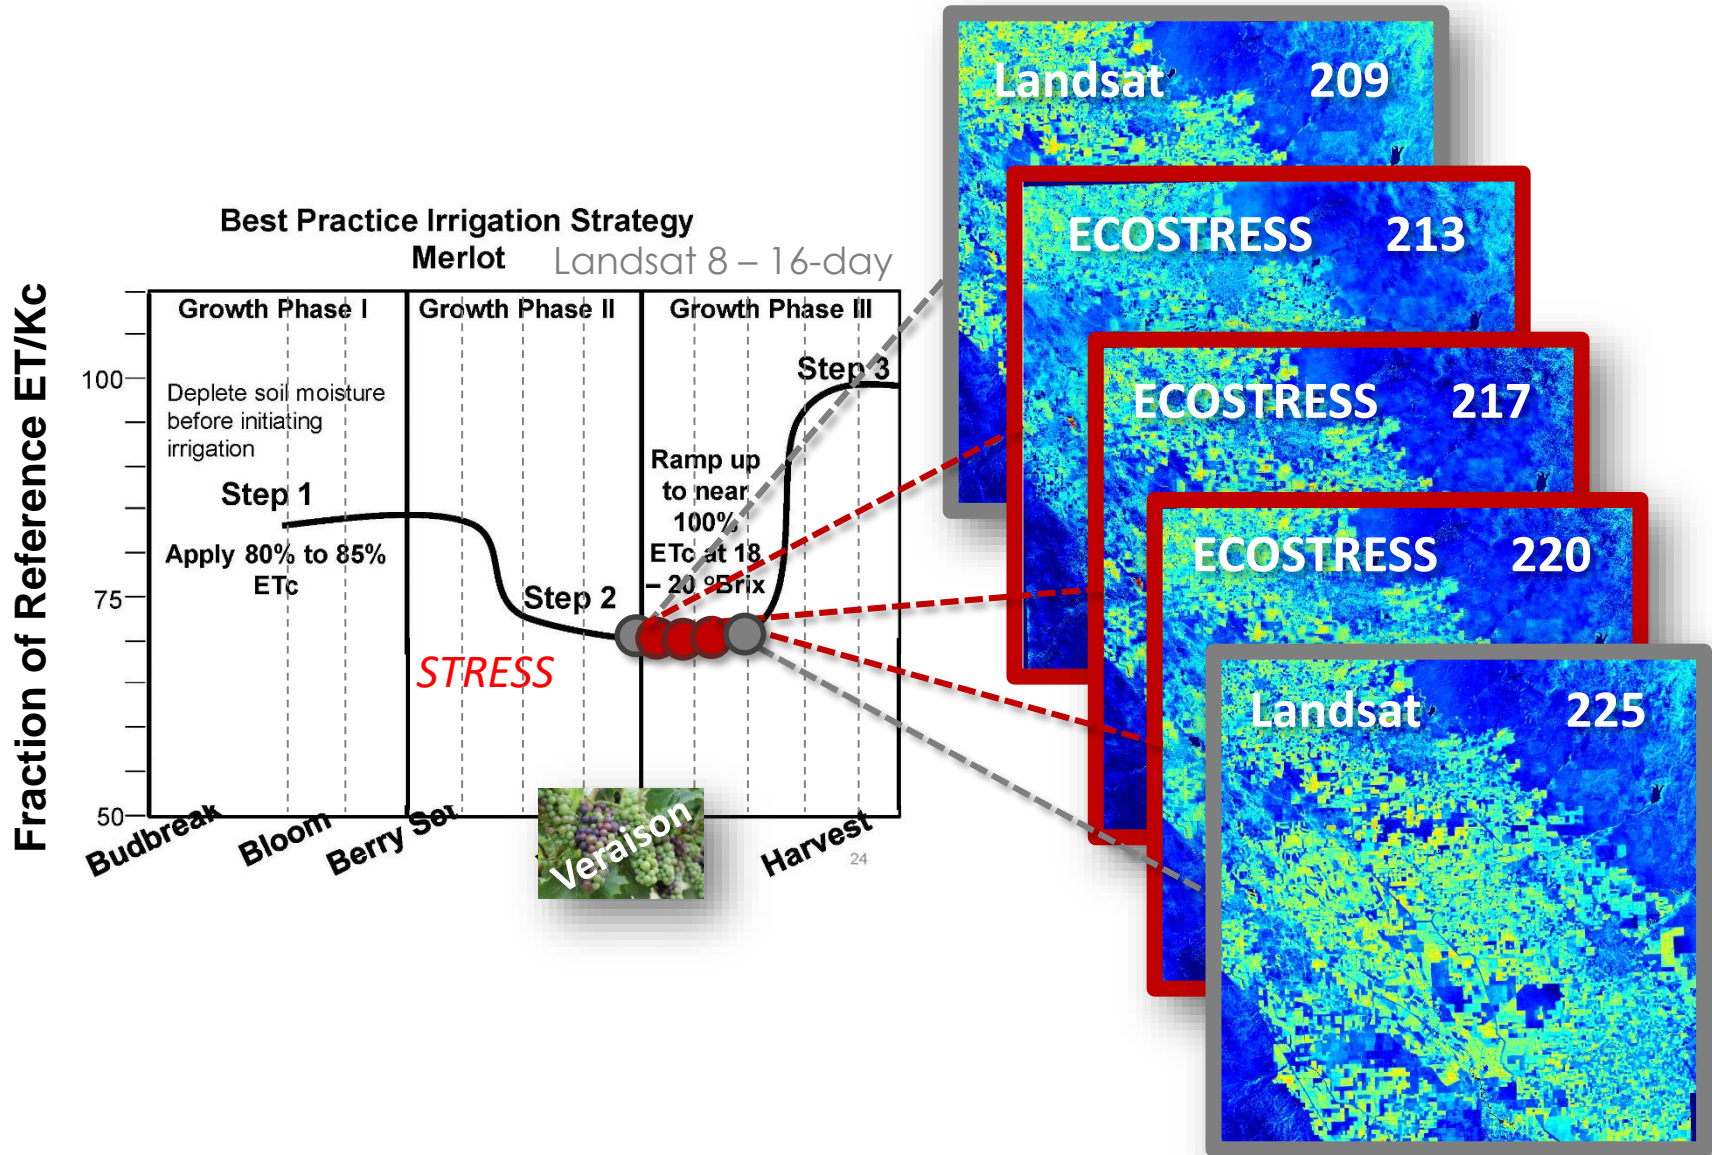 Best Practice Irrigation Strategy
Merlot
Landsat 8 – 16-day
Fraction of Reference ET/Kc
Growth Phase I
Growth Phase II
Growth Phase III
100
75
50
Deplete soil moisture
before initiating
irrigation
Step 1
Apply 80% to 85%
ETc
Step 2
STRESS
Step 3
Ramp up
to near
100%
ETc at 18
– 20 ºBrix
Budbreak
Bloom
Berry Set
Veraison
Harvest
24
Landsat 209
ECOSTRESS 213
ECOSTRESS 217
ECOSTRESS 220
Landsat 225